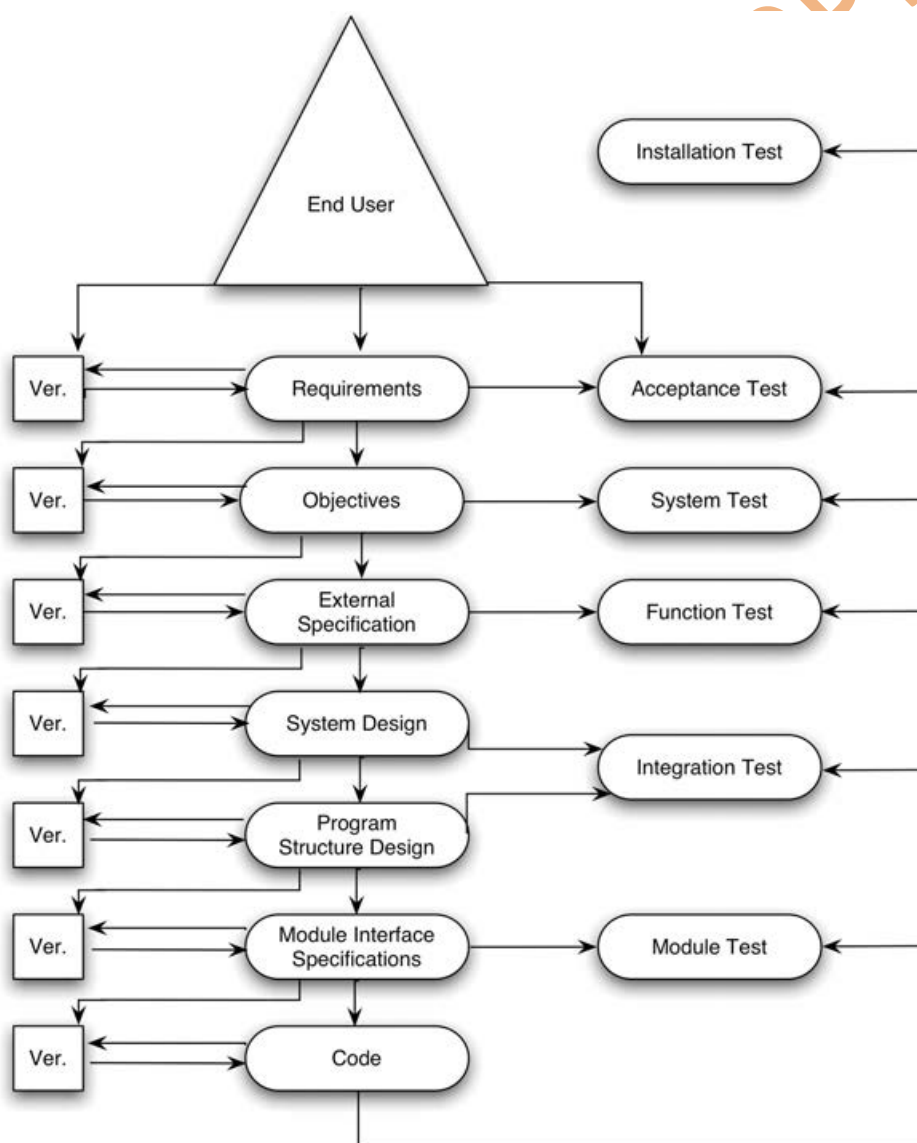 End User
Installation Test
Ver.
Requirements
Acceptance Test
Ver.
Objectives
System Test
Ver.
External
Specification
Function Test
Ver.
System Design
Integration Test
Ver.
Program
Structure Design
Ver.
Module Interface
Specifications
Module Test
Ver.
Code